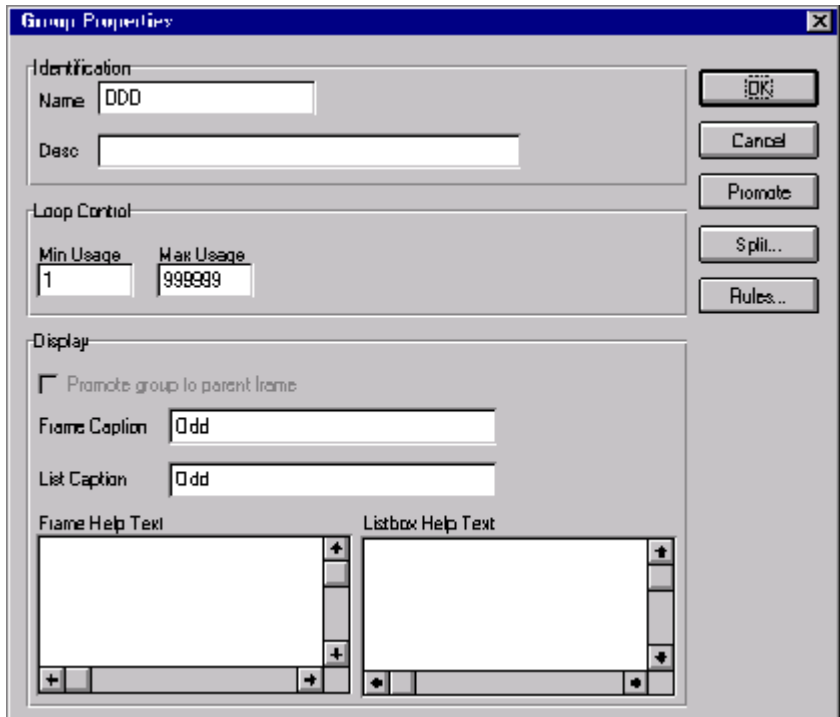 Group Properties
Identification
Name DDD
Desc
Loop Control
Min Usage Max Usage
1 999999
Display
Promote group to parent frame
Frame Caption Odd
List Caption Odd
Frame Help Text Listbox Help Text
OK
Cancel
Promote
Split...
Rules...